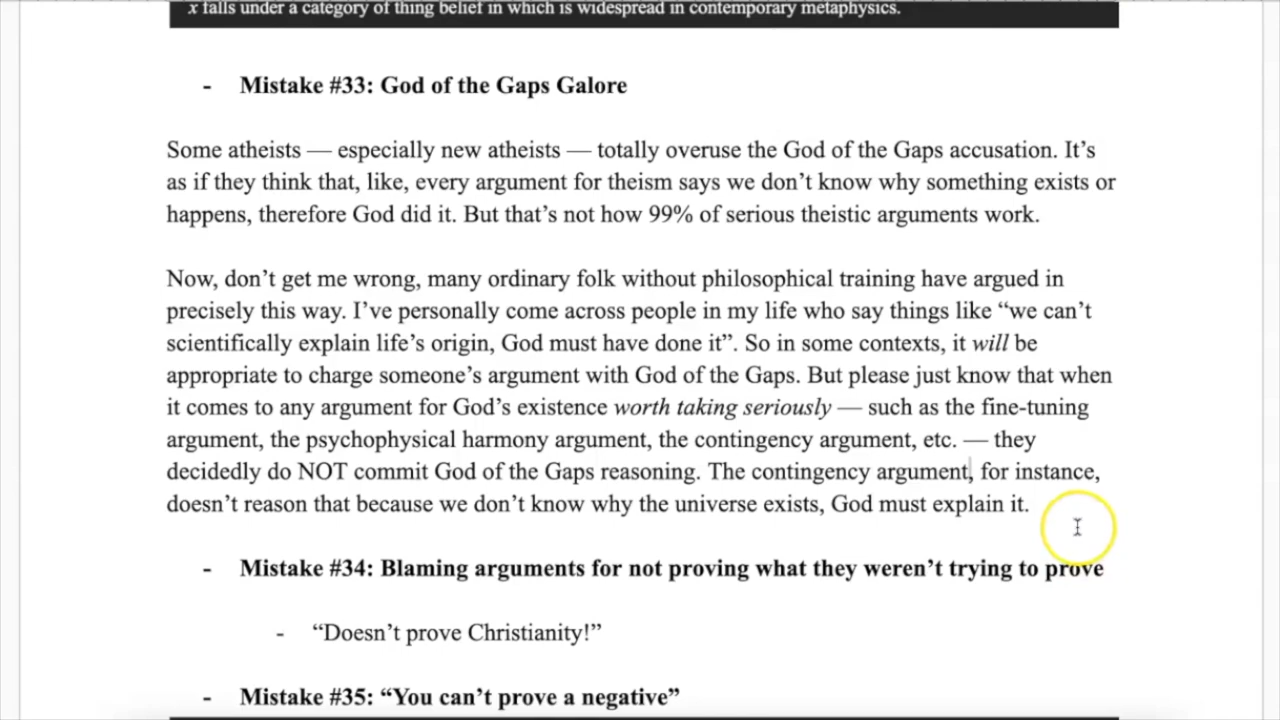 x falls under a category of thing belief in which is widespread in contemporary metaphysics.
- Mistake #33: God of the Gaps Galore
Some atheists — especially new atheists — totally overuse the God of the Gaps accusation. It’s
as if they think that, like, every argument for theism says we don’t know why something exists or
happens, therefore God did it. But that’s not how 99% of serious theistic arguments work.
Now, don’t get me wrong, many ordinary folk without philosophical training have argued in
precisely this way. I’ve personally come across people in my life who say things like “we can’t
scientifically explain life’s origin, God must have done it”. So in some contexts, it will be
appropriate to charge someone’s argument with God of the Gaps. But please just know that when
it comes to any argument for God’s existence worth taking seriously — such as the fine-tuning
argument, the psychophysical harmony argument, the contingency argument, etc. — they
decidedly do NOT commit God of the Gaps reasoning. The contingency argument, for instance,
doesn’t reason that because we don’t know why the universe exists, God must explain it.
- Mistake #34: Blaming arguments for not proving what they weren’t trying to prove
- “Doesn’t prove Christianity!”
- Mistake #35: “You can’t prove a negative”